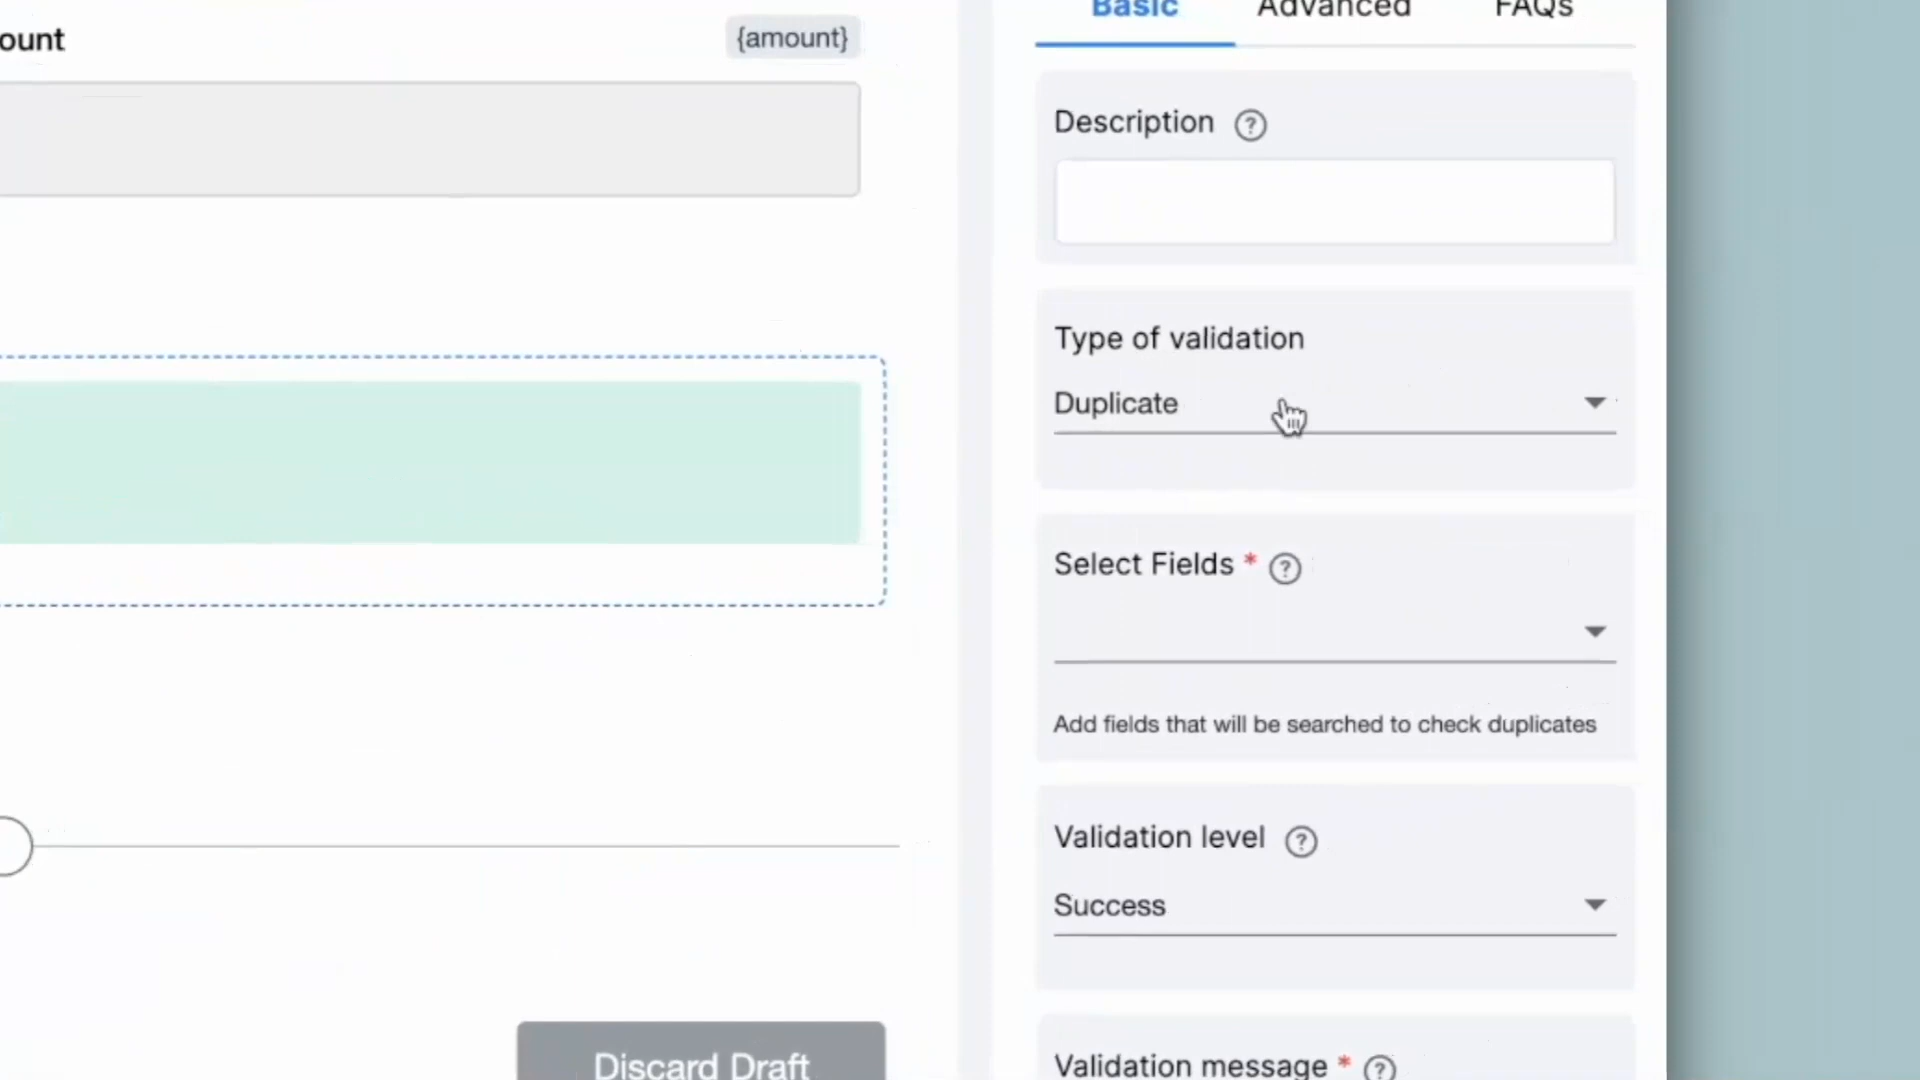 ount
{amount}
Discard Draft
Basic Advanced FAQs
Description ?
Type of validation
Duplicate
Select Fields * ?
Add fields that will be searched to check duplicates
Validation level ?
Success
Validation message * ?